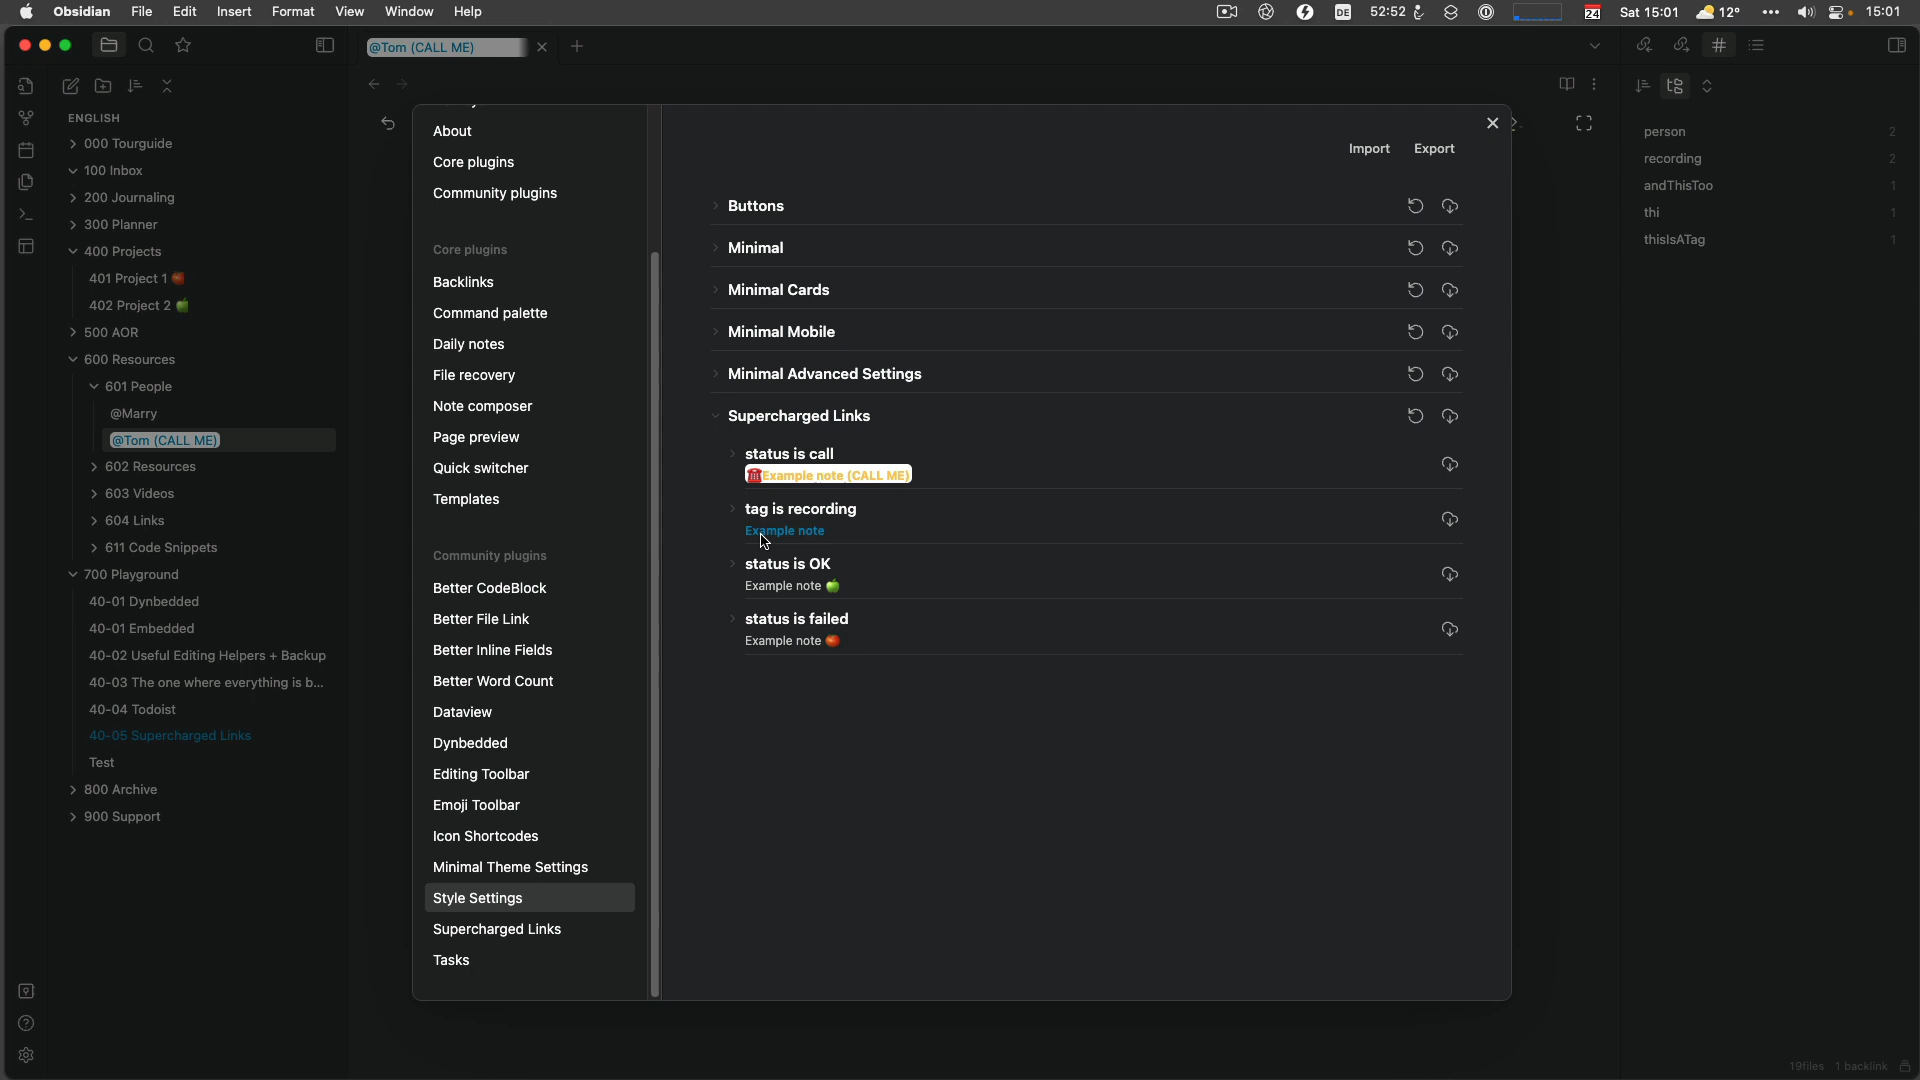 Obsidian File Edit Insert Format View Window Help
DE 52:52 24 Sat 15:01 12° ••• 15:01
@Tom (CALL ME)
ENGLISH
000 Tourguide
100 Inbox
200 Journaling
300 Planner
400 Projects
401 Project 1
402 Project 2
500 AOR
600 Resources
601 People
@Marry
@Tom (CALL ME)
602 Resources
603 Videos
604 Links
611 Code Snippets
700 Playground
40-01 Dynbedded
40-01 Embedded
40-02 Useful Editing Helpers + Backup
40-03 The one where everything is b...
40-04 Todoist
40-05 Supercharged Links
Test
800 Archive
900 Support
About
Core plugins
Community plugins
Core plugins
Backlinks
Command palette
Daily notes
File recovery
Note composer
Page preview
Quick switcher
Templates
Community plugins
Better CodeBlock
Better File Link
Better Inline Fields
Better Word Count
Dataview
Dynbedded
Editing Toolbar
Emoji Toolbar
Icon Shortcodes
Minimal Theme Settings
Style Settings
Supercharged Links
Tasks
Import Export
Buttons
Minimal
Minimal Cards
Minimal Mobile
Minimal Advanced Settings
Supercharged Links
status is call
☎️Example note (CALL ME)
tag is recording
Example note
status is OK
Example note 🍏
status is failed
Example note 🍎
person 2
recording 2
andThisToo 1
thi 1
thisIsATag 1
19files 1 backlink